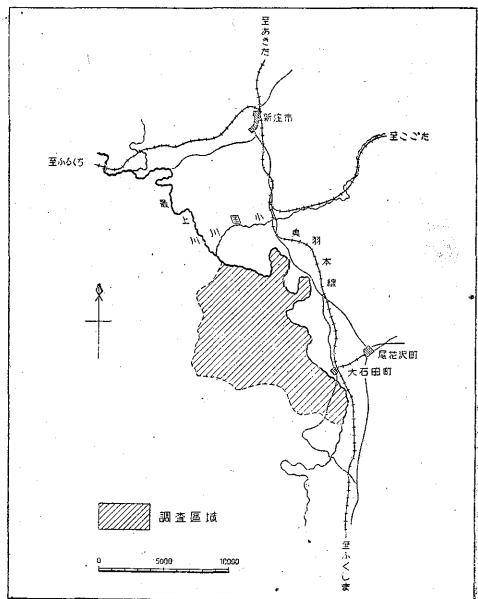 至あきた
新庄市
至ふるくち
至こごた
最上川
小国川
奥羽本線
尾花沢町
大石田町
調査區域
0 5000 10000
至ふくしま